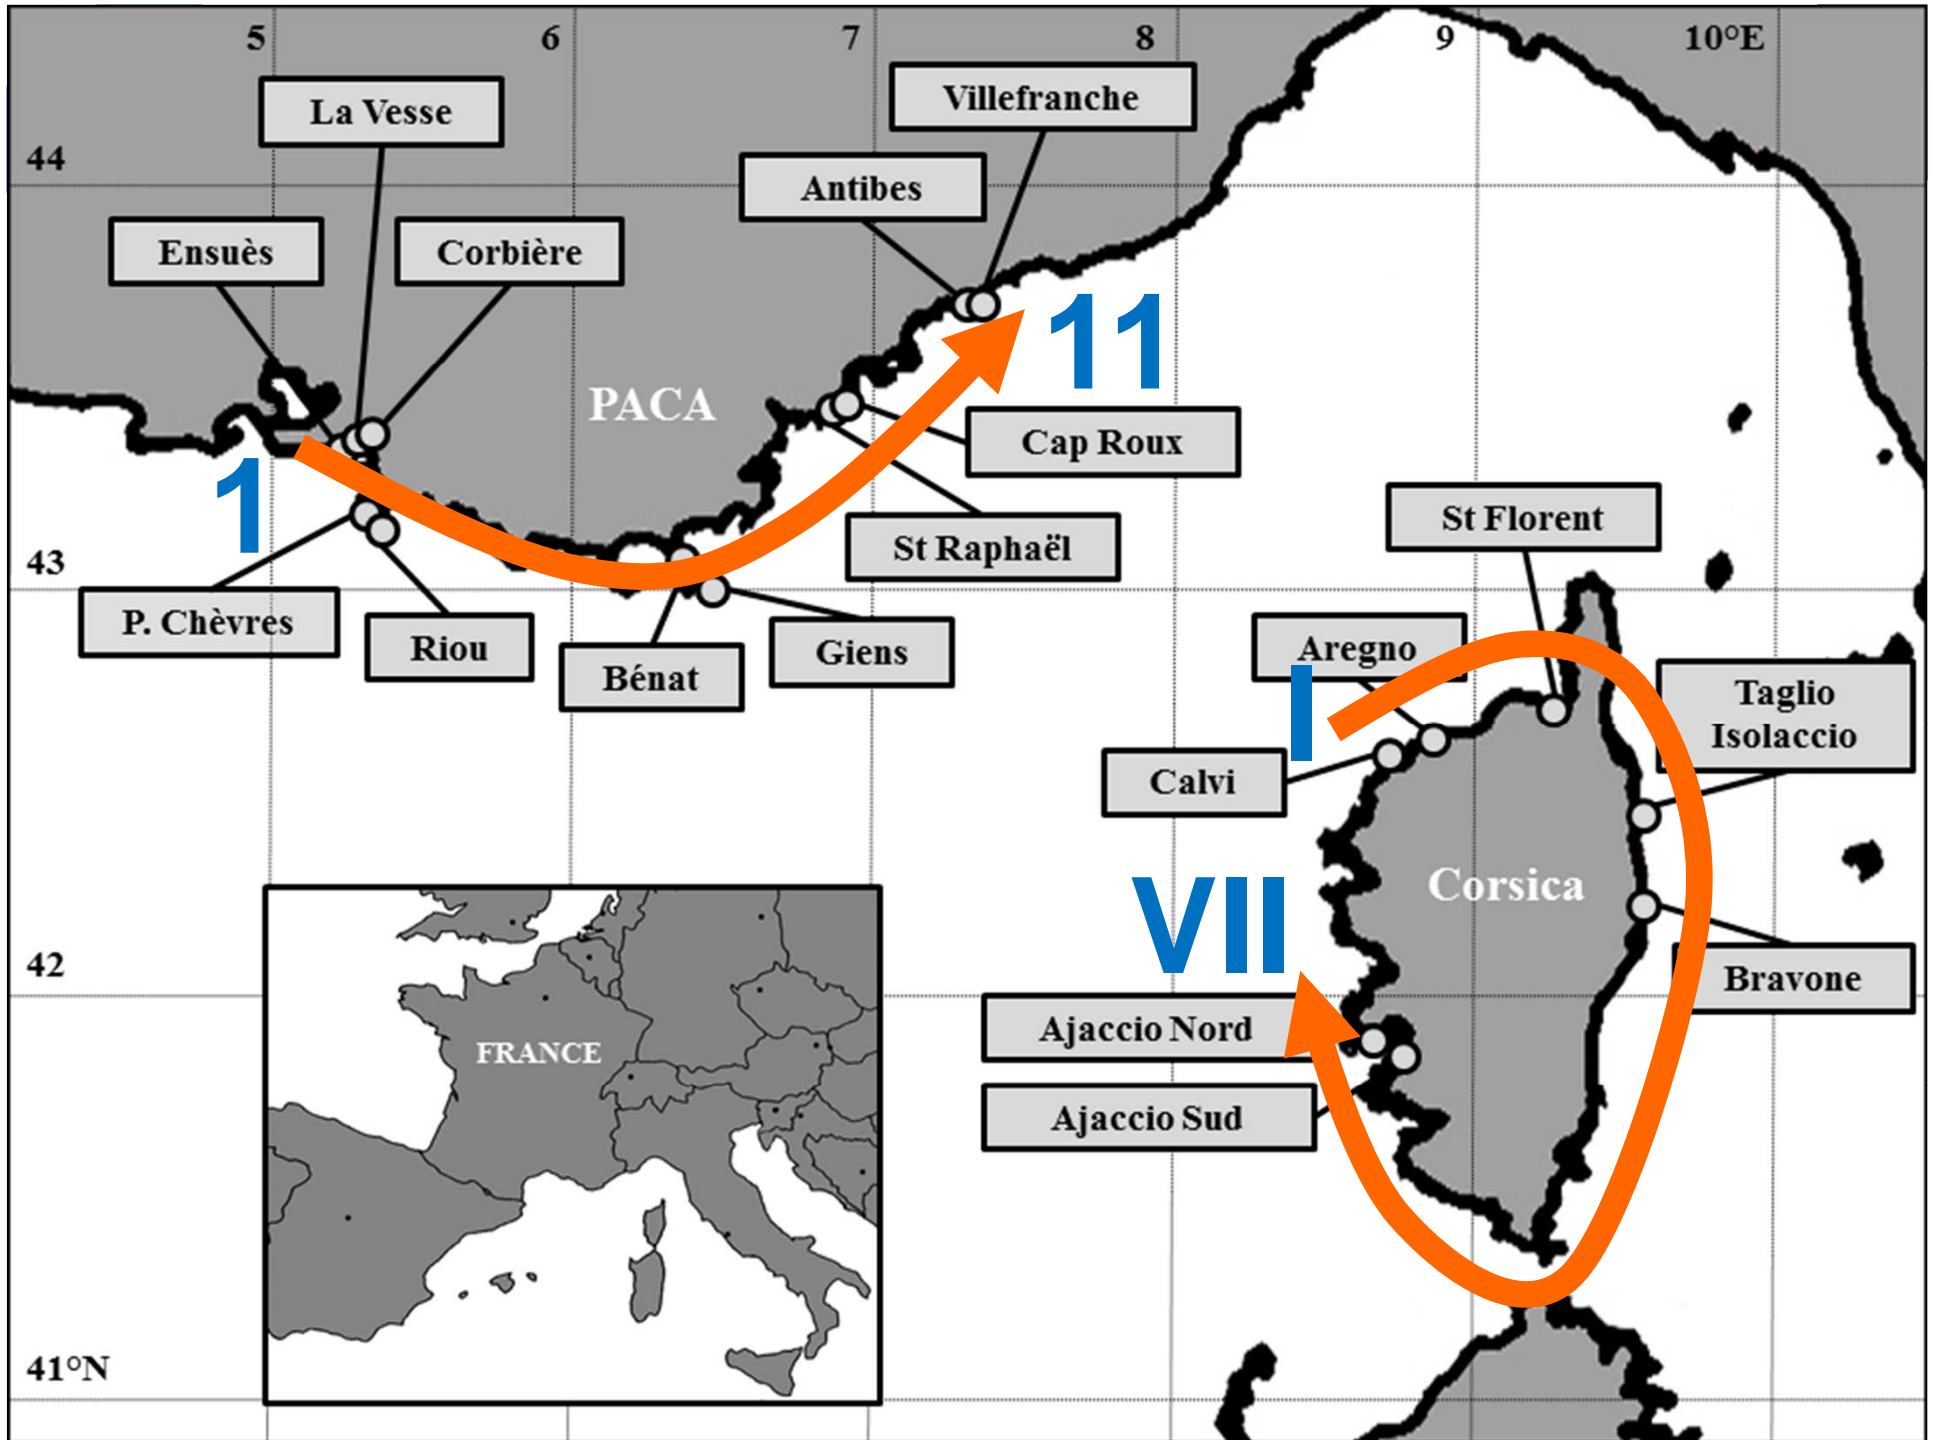 5
6
7
8
9
10°E
La Vesse
Villefranche
44
Antibes
Ensuès
Corbière
11
PACA
Cap Roux
1
St Raphaël
St Florent
43
P. Chèvres
Riou
Bénat
Giens
Aregno
I
Taglio
Isolaccio
Calvi
Corsica
VII
42
Bravone
Ajaccio Nord
FRANCE
Ajaccio Sud
41°N